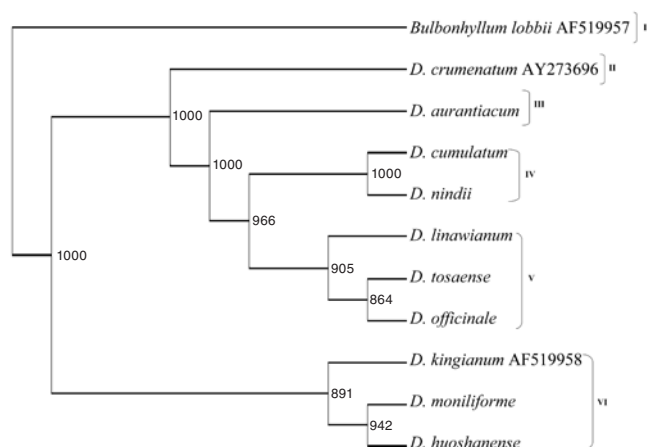 Bulbonhyllum lobbii AF519957 I
D. crumenatum AY273696 II
1000
D. aurantiacum III
1000
D. cumulatum
1000
IV
D. nindii
966
D. linawianum
1000
905
D. tosaense V
864
D. officinale
D. kingianum AF519958
891
D. moniliforme VI
942
D. huoshanense